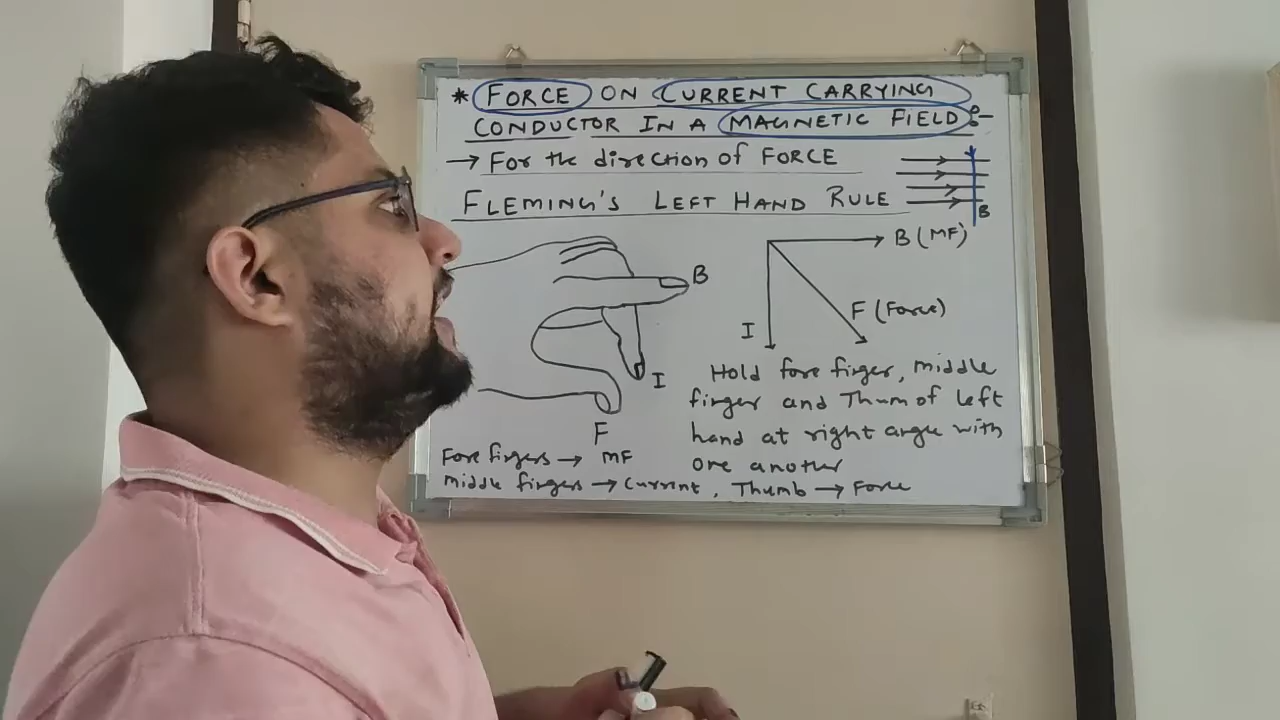 * FORCE ON CURRENT CARRYING
CONDUCTOR IN A MAGNETIC FIELD :-
→ For the direction of FORCE
FLEMING'S LEFT HAND RULE
B
B
I
F
B (MF)
F (Force)
I
Hold fore finger, middle
finger and Thum of left
hand at right angle with
one another
Fore fingers → MF
middle fingers → Current, Thumb → Force